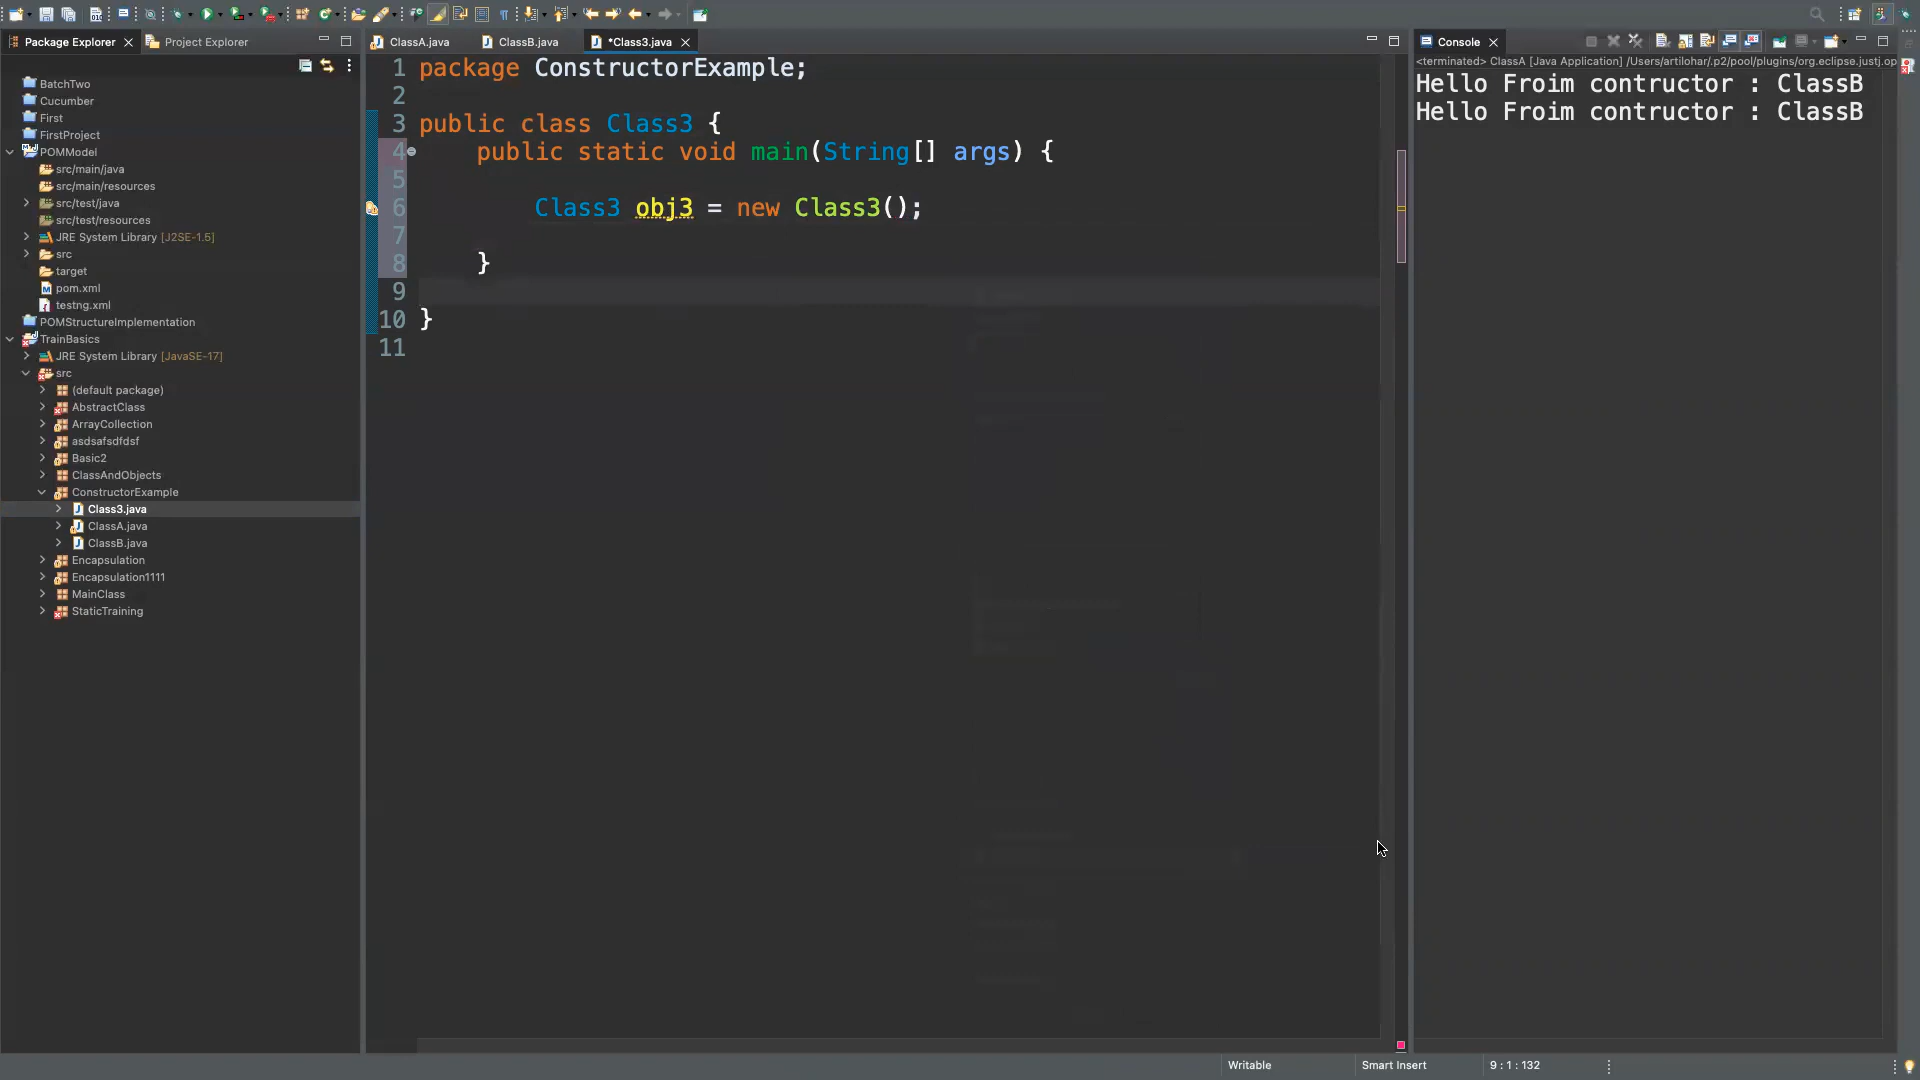 Package Explorer
Project Explorer
BatchTwo
Cucumber
First
FirstProject
POMModel
src/main/java
src/main/resources
src/test/java
src/test/resources
JRE System Library [J2SE-1.5]
src
target
pom.xml
testng.xml
POMStructureImplementation
TrainBasics
JRE System Library [JavaSE-17]
src
(default package)
AbstractClass
ArrayCollection
asdsafsdfdsf
Basic2
ClassAndObjects
ConstructorExample
Class3.java
ClassA.java
ClassB.java
Encapsulation
Encapsulation1111
MainClass
StaticTraining
ClassA.java
ClassB.java
*Class3.java
1 package ConstructorExample;
2
3 public class Class3 {
4 public static void main(String[] args) {
5
6 Class3 obj3 = new Class3();
7
8 }
9
10 }
11
Console
<terminated> ClassA [Java Application] /Users/artilohar/.p2/pool/plugins/org.eclipse.justj.op
Hello Froim contructor : ClassB
Hello Froim contructor : ClassB
Writable
Smart Insert
9 : 1 : 132